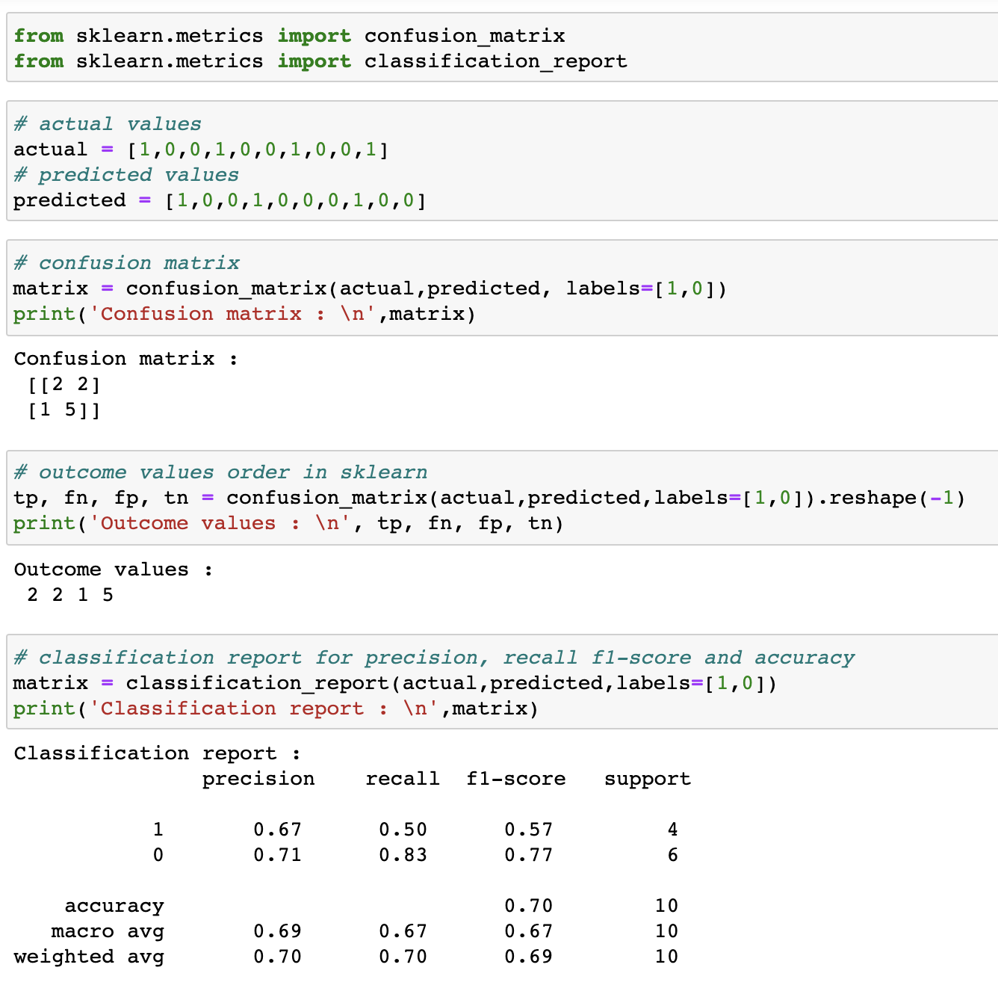 from sklearn.metrics import confusion_matrix
from sklearn.metrics import classification_report
# actual values
actual = [1,0,0,1,0,0,1,0,0,1]
# predicted values
predicted = [1,0,0,1,0,0,0,1,0,0]
# confusion matrix
matrix = confusion_matrix(actual,predicted, labels=[1,0])
print('Confusion matrix : \n',matrix)
Confusion matrix :
[[2 2]
[1 5]]
# outcome values order in sklearn
tp, fn, fp, tn = confusion_matrix(actual,predicted,labels=[1,0]).reshape(-1)
print('Outcome values : \n', tp, fn, fp, tn)
Outcome values :
2 2 1 5
# classification report for precision, recall f1-score and accuracy
matrix = classification_report(actual,predicted,labels=[1,0])
print('Classification report : \n',matrix)
Classification report :
precision recall f1-score support
1 0.67 0.50 0.57 4
0 0.71 0.83 0.77 6
accuracy 0.70 10
macro avg 0.69 0.67 0.67 10
weighted avg 0.70 0.70 0.69 10